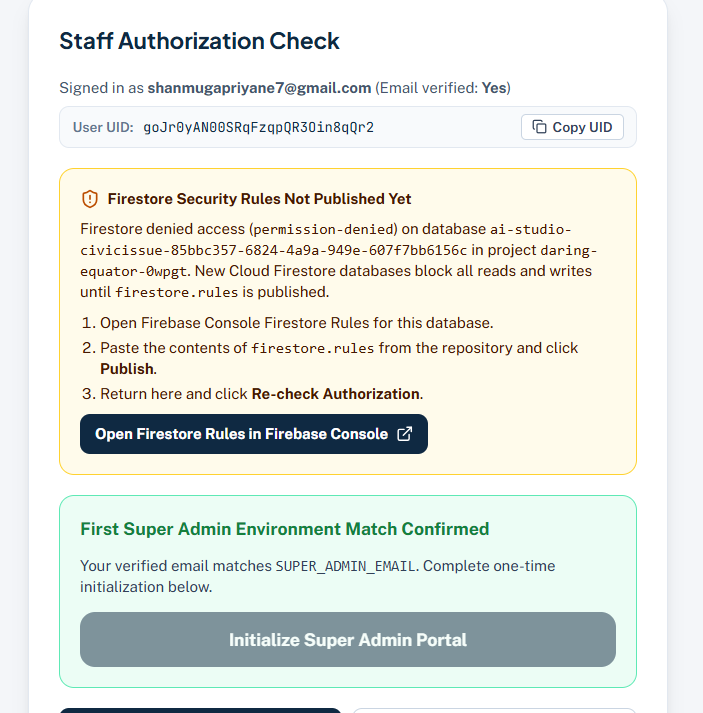 Staff Authorization Check
Signed in as shanmugapriyane7@gmail.com (Email verified: Yes)
User UID: goJr0yAN00SRqFzqpQR3Oin8qQr2 Copy UID
Firestore Security Rules Not Published Yet
Firestore denied access (permission-denied) on database ai-studio-
civicissue-85bbc357-6824-4a9a-949e-607f7bb6156c in project daring-
equator-0wpgt. New Cloud Firestore databases block all reads and writes
until firestore.rules is published.
1. Open Firebase Console Firestore Rules for this database.
2. Paste the contents of firestore.rules from the repository and click
Publish.
3. Return here and click Re-check Authorization.
Open Firestore Rules in Firebase Console
First Super Admin Environment Match Confirmed
Your verified email matches SUPER_ADMIN_EMAIL. Complete one-time
initialization below.
Initialize Super Admin Portal